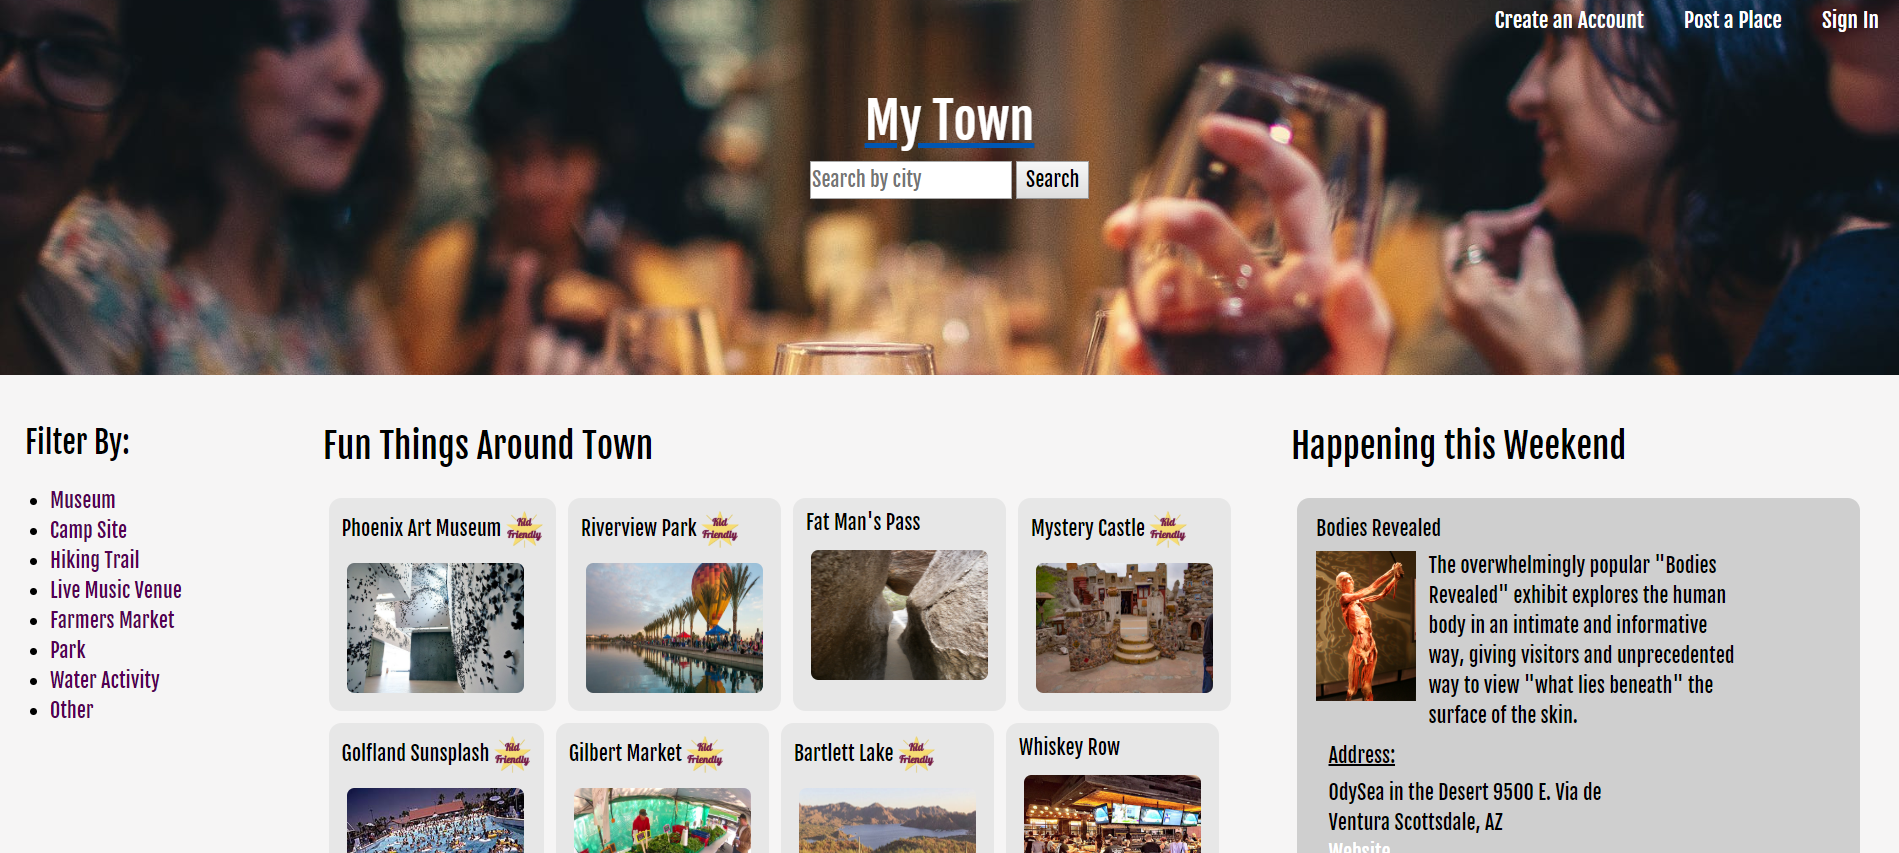 Create an Account
Post a Place
Sign In
My Town
Search by city
Search
Filter By:
Museum
Camp Site
Hiking Trail
Live Music Venue
Farmers Market
Park
Water Activity
Other
Fun Things Around Town
Phoenix Art Museum
Kid
Friendly
Riverview Park
Kid
Friendly
Fat Man's Pass
Mystery Castle
Kid
Friendly
Golfland Sunsplash
Kid
Friendly
Gilbert Market
Kid
Friendly
Bartlett Lake
Kid
Friendly
Whiskey Row
Happening this Weekend
Bodies Revealed
The overwhelmingly popular "Bodies
Revealed" exhibit explores the human
body in an intimate and informative
way, giving visitors and unprecedented
way to view "what lies beneath" the
surface of the skin.
Address:
OdySea in the Desert 9500 E. Via de
Ventura Scottsdale, AZ
Website